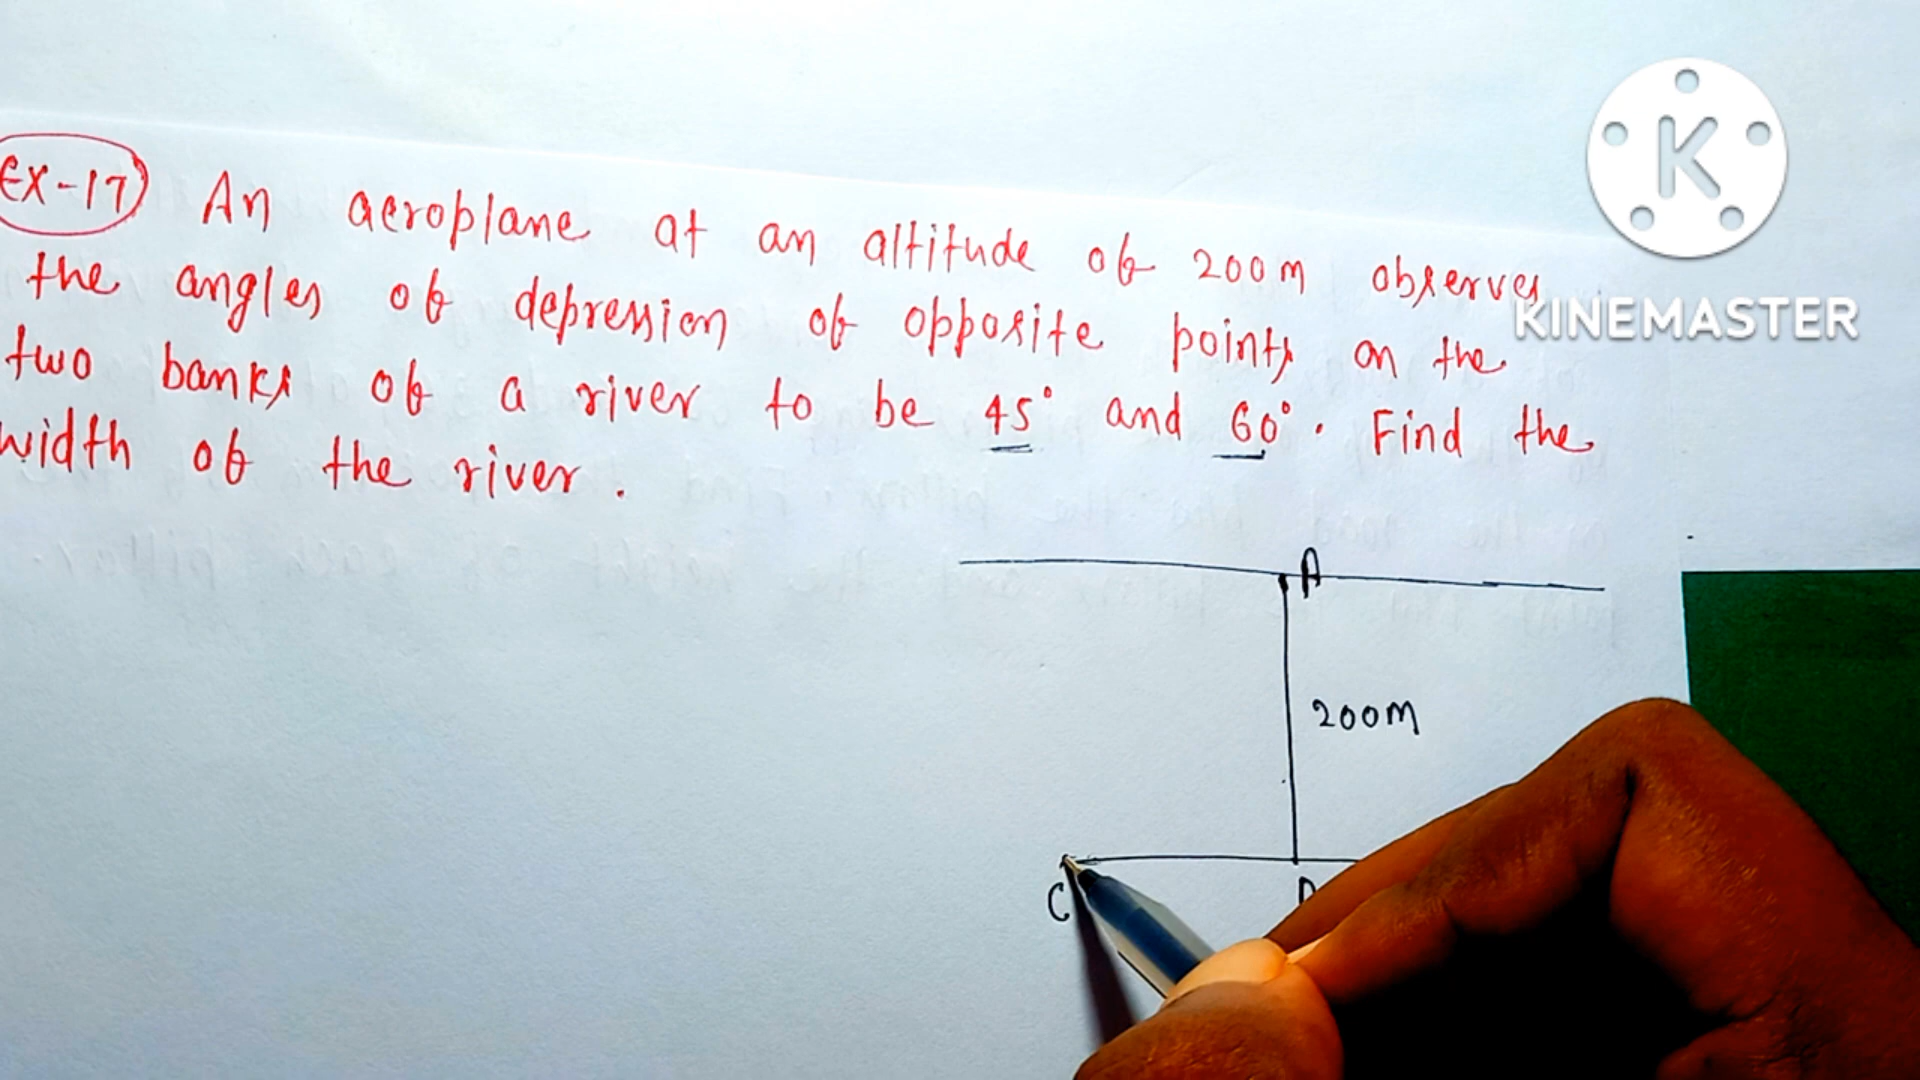 Ex-17 An aeroplane at an altitude of 200m observes
the angles of depression of opposite points on the
two banks of a river to be 45° and 60°. Find the
width of the river.
K
KINEMASTER
A
200m
C